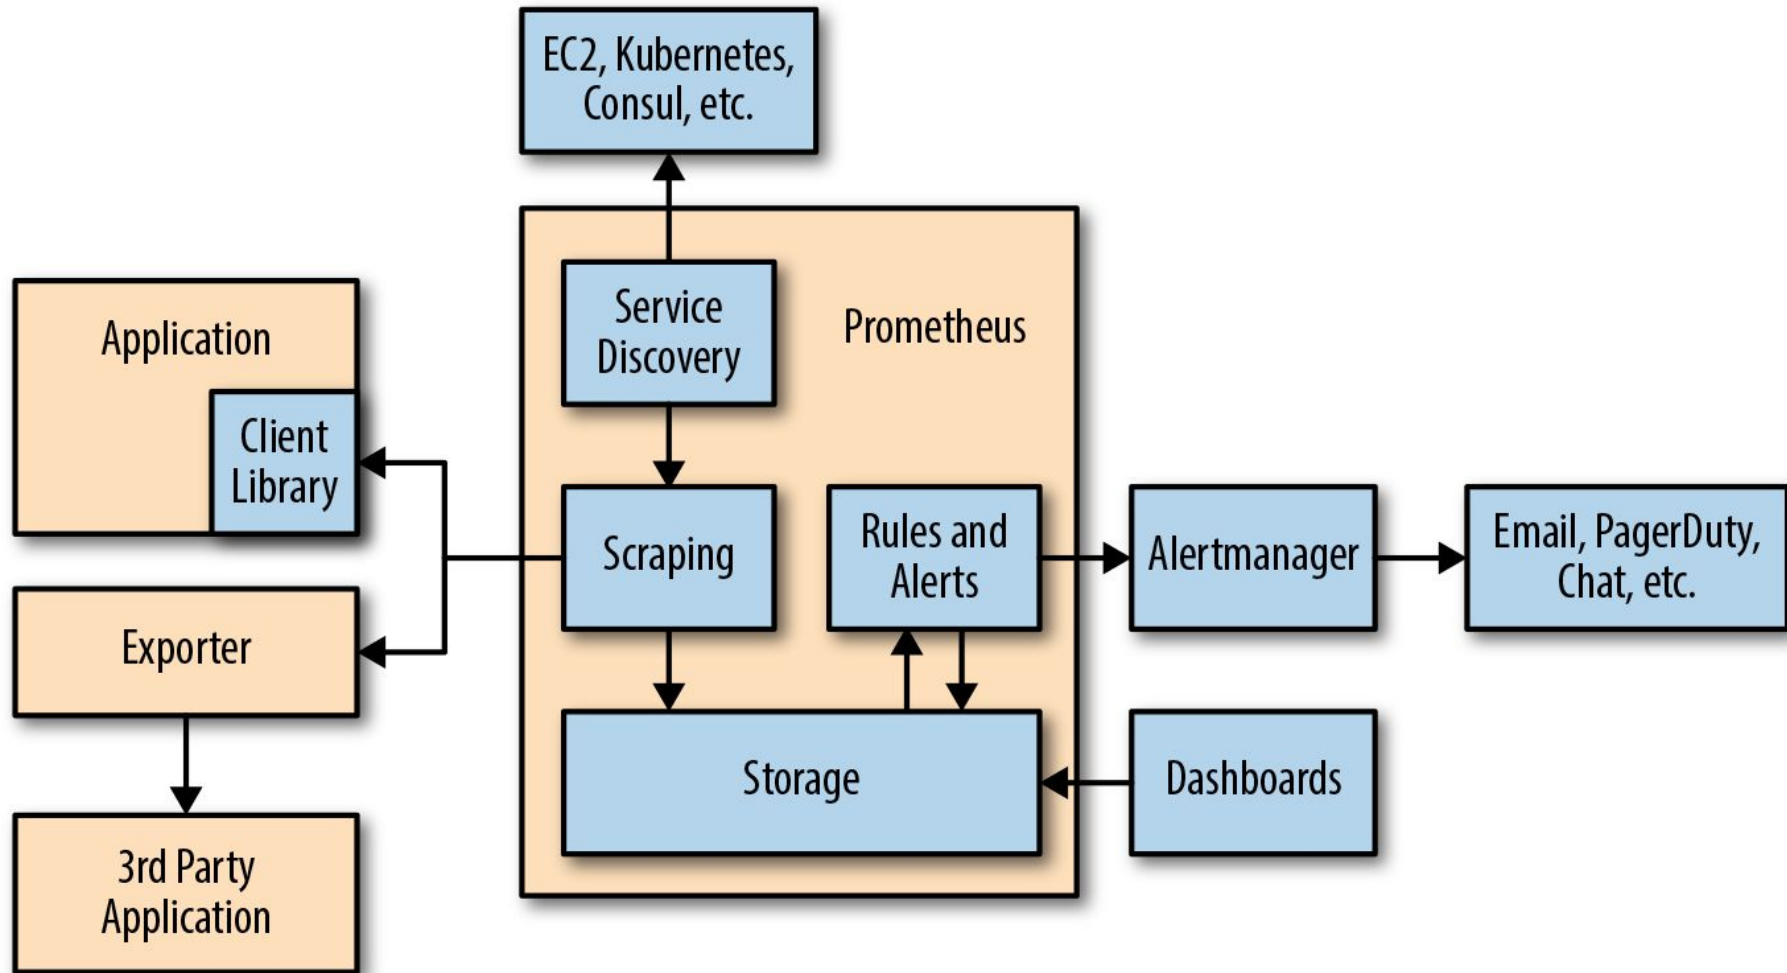 EC2, Kubernetes,
Consul, etc.
Service
Discovery
Prometheus
Application
Client
Library
Scraping
Rules and
Alerts
Alertmanager
Email, PagerDuty,
Chat, etc.
Exporter
Storage
Dashboards
3rd Party
Application